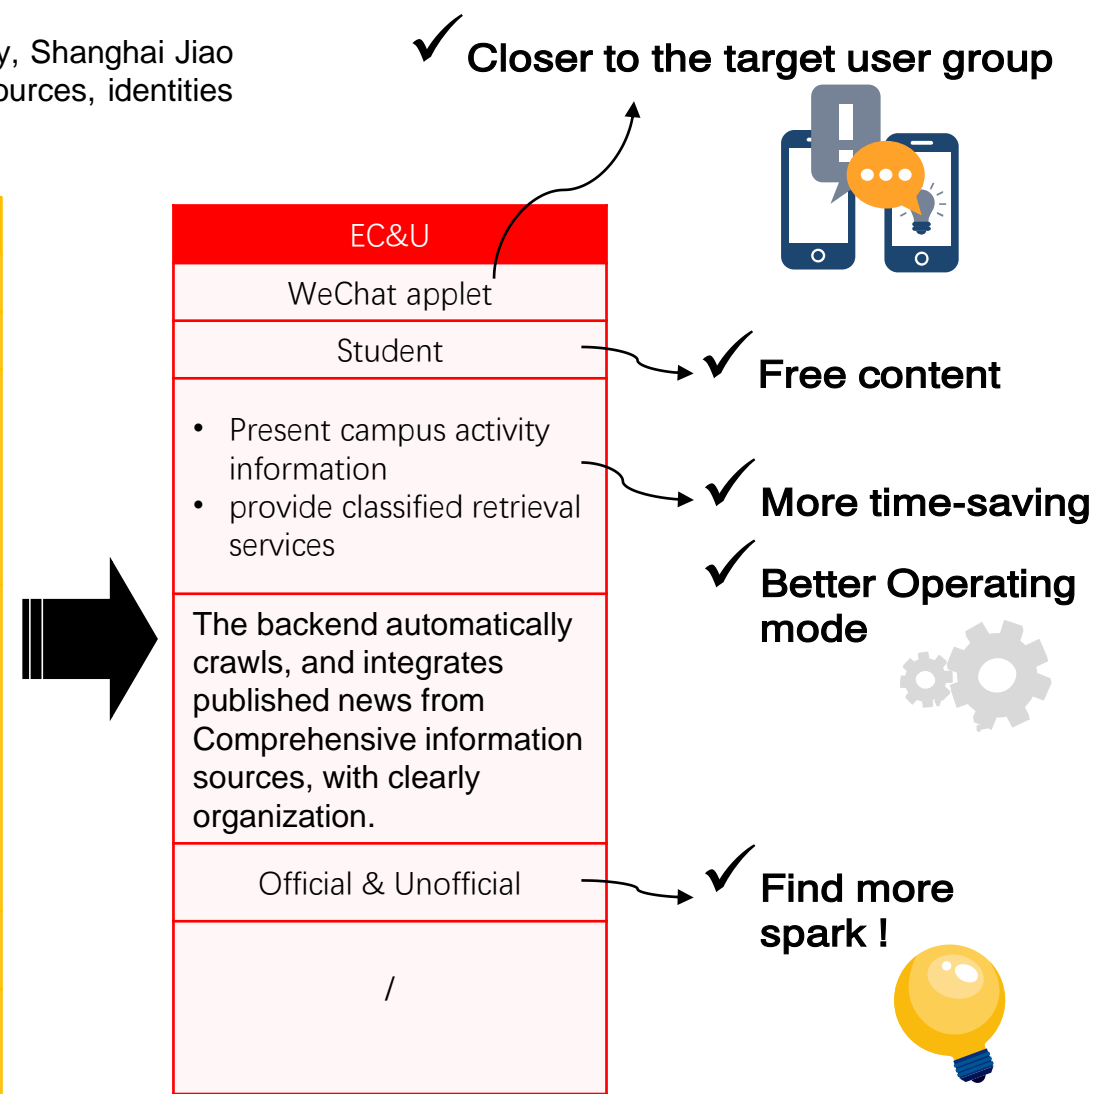 y, Shanghai Jiao
ources, identities
Closer to the target user group
EC&U
WeChat applet
Student
Free content
• Present campus activity
information
• provide classified retrieval
services
More time-saving
Better Operating
mode
The backend automatically
crawls, and integrates
published news from
Comprehensive information
sources, with clearly
organization.
Official & Unofficial
Find more
spark !
/